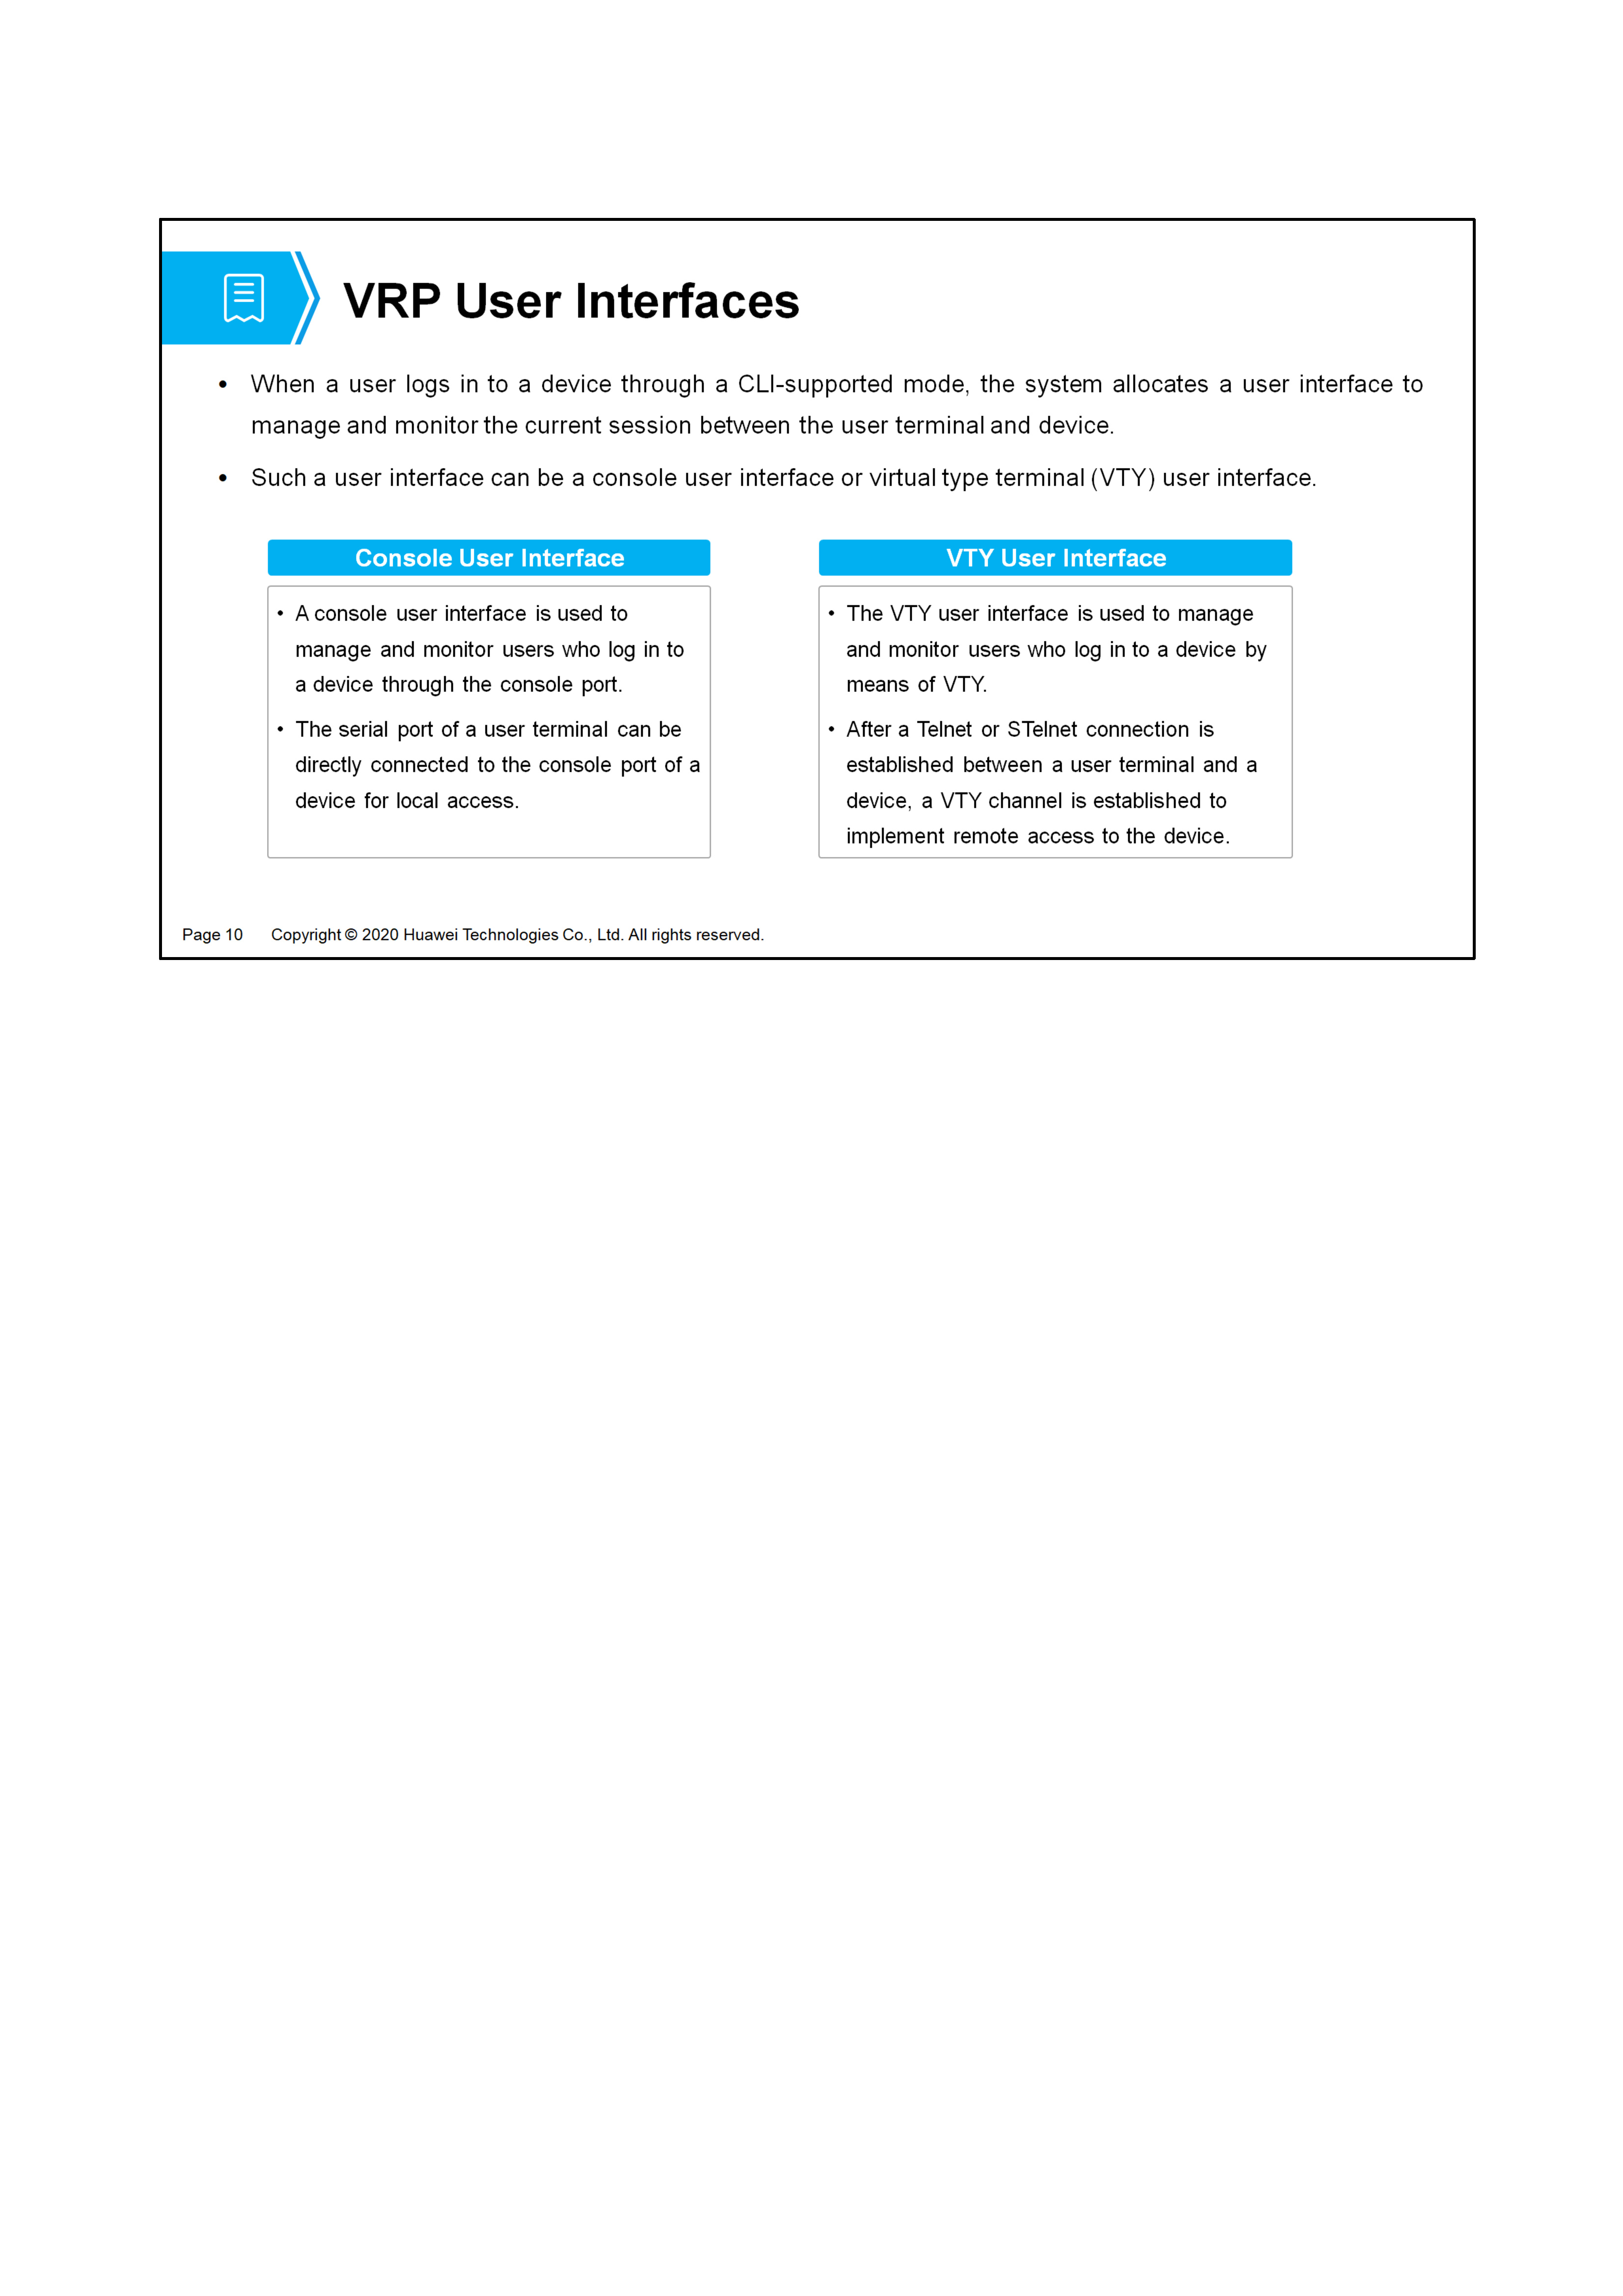 VRP User Interfaces
• When a user logs in to a device through a CLI-supported mode, the system allocates a user interface to
manage and monitor the current session between the user terminal and device.
• Such a user interface can be a console user interface or virtual type terminal (VTY) user interface.
Console User Interface
• A console user interface is used to
manage and monitor users who log in to
a device through the console port.
• The serial port of a user terminal can be
directly connected to the console port of a
device for local access.
VTY User Interface
• The VTY user interface is used to manage
and monitor users who log in to a device by
means of VTY.
• After a Telnet or STelnet connection is
established between a user terminal and a
device, a VTY channel is established to
implement remote access to the device.
Page 10 Copyright © 2020 Huawei Technologies Co., Ltd. All rights reserved.